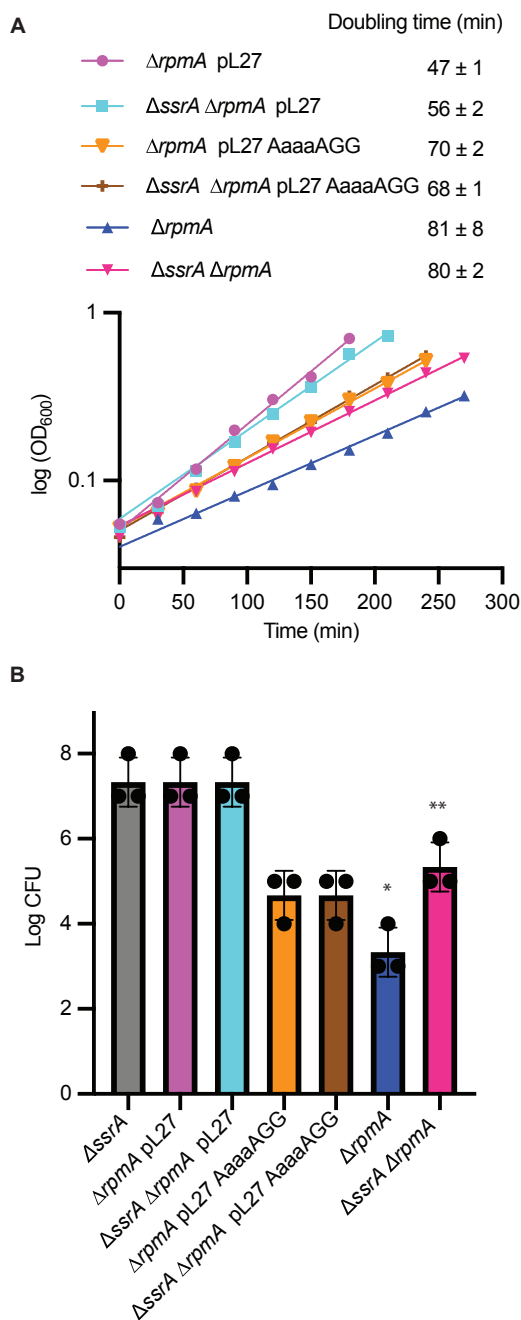 A
Doubling time (min)
ΔrpmA pL27 47 ± 1
ΔssrA ΔrpmA pL27 56 ± 2
ΔrpmA pL27 AaaaAGG 70 ± 2
ΔssrA ΔrpmA pL27 AaaaAGG 68 ± 1
ΔrpmA 81 ± 8
ΔssrA ΔrpmA 80 ± 2
1
0.1
log (OD600)
0 50 100 150 200 250 300
Time (min)
B
8
6
4
2
0
Log CFU
*
**
ΔssrA
ΔrpmA pL27
ΔssrA ΔrpmA pL27
ΔrpmA pL27 AaaaAGG
ΔssrA ΔrpmA pL27 AaaaAGG
ΔrpmA
ΔssrA ΔrpmA